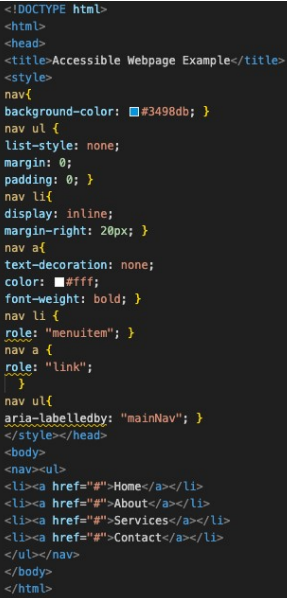 <!DOCTYPE html>
<html>
<head>
<title>Accessible Webpage Example</title>
<style>
nav{
background-color: #3498db; }
nav ul {
list-style: none;
margin: 0;
padding: 0; }
nav li{
display: inline;
margin-right: 20px; }
nav a{
text-decoration: none;
color: #fff;
font-weight: bold; }
nav li {
role: "menuitem"; }
nav a {
role: "link";
}
nav ul{
aria-labelledby: "mainNav"; }
</style></head>
<body>
<nav><ul>
<li><a href="#">Home</a></li>
<li><a href="#">About</a></li>
<li><a href="#">Services</a></li>
<li><a href="#">Contact</a></li>
</ul></nav>
</body>
</html>